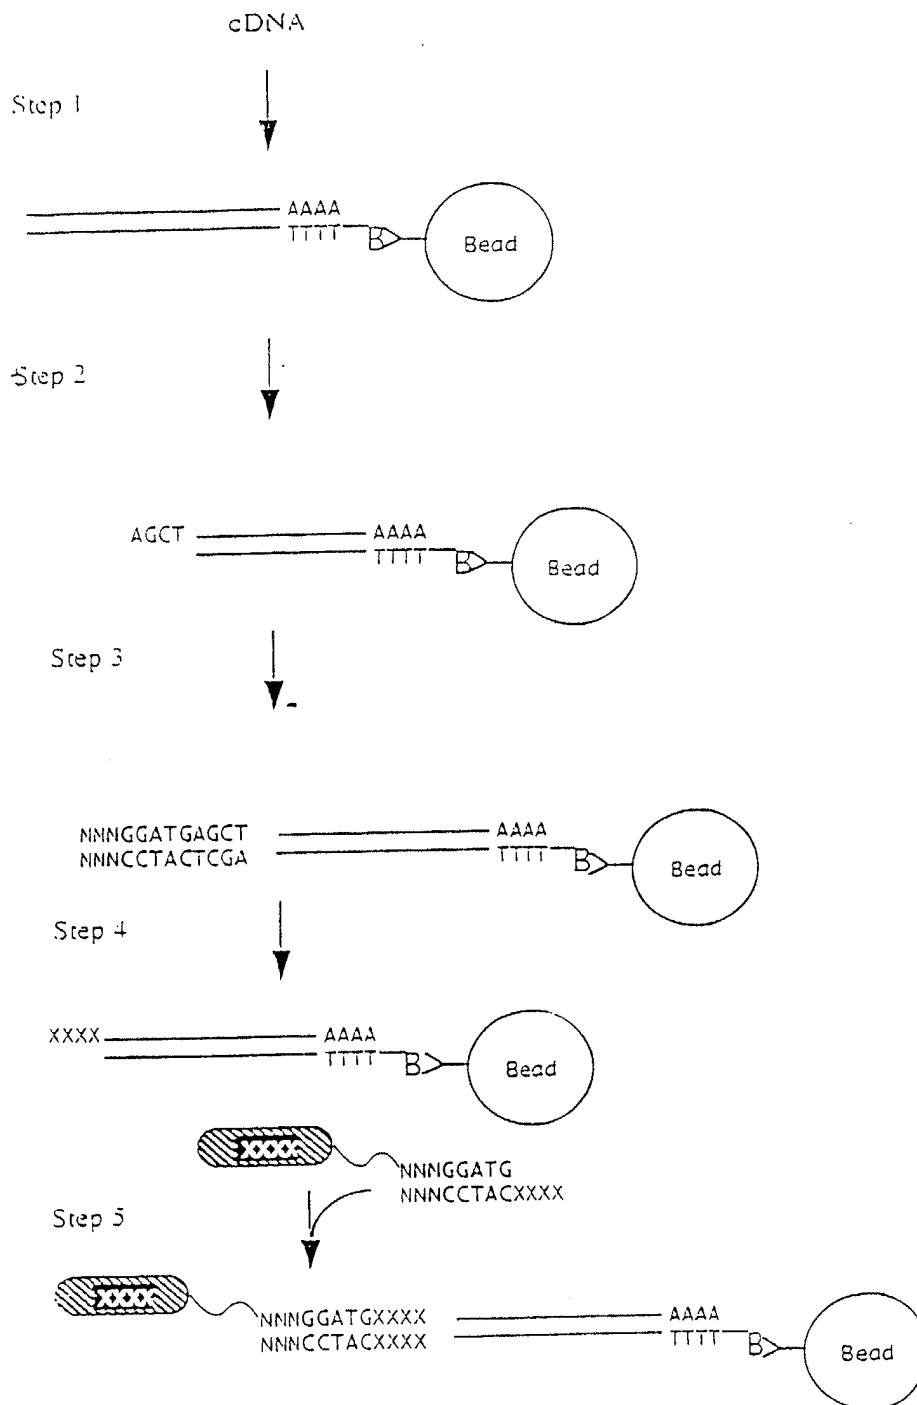 cDNA
Step 1
AAAA
TTTT
B
Bead
Step 2
AGCT
AAAA
TTTT
B
Bead
Step 3
NNNGGATGAGCT
NNNCCTACTCGA
AAAA
TTTT
B
Bead
Step 4
XXXX
AAAA
TTTT
B
Bead
XXXX
NNNGGATG
NNNCCTACXXXX
Step 5
XXXX
NNNGGATGXXXX
NNNCCTACXXXX
AAAA
TTTT
B
Bead